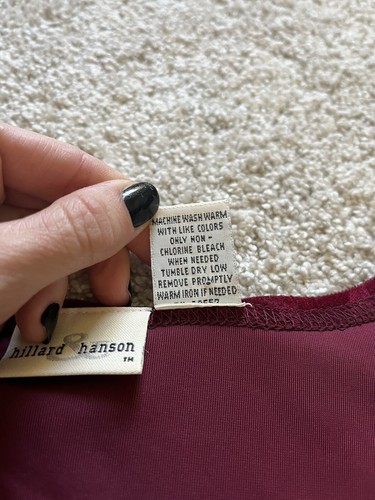 MACHINE WASH WARM
WITH LIKE COLORS
ONLY NON -
CHLORINE BLEACH
WHEN NEEDED
TUMBLE DRY LOW
REMOVE PROMPTLY
WARM IRON IF NEEDED
hillard hanson
TM